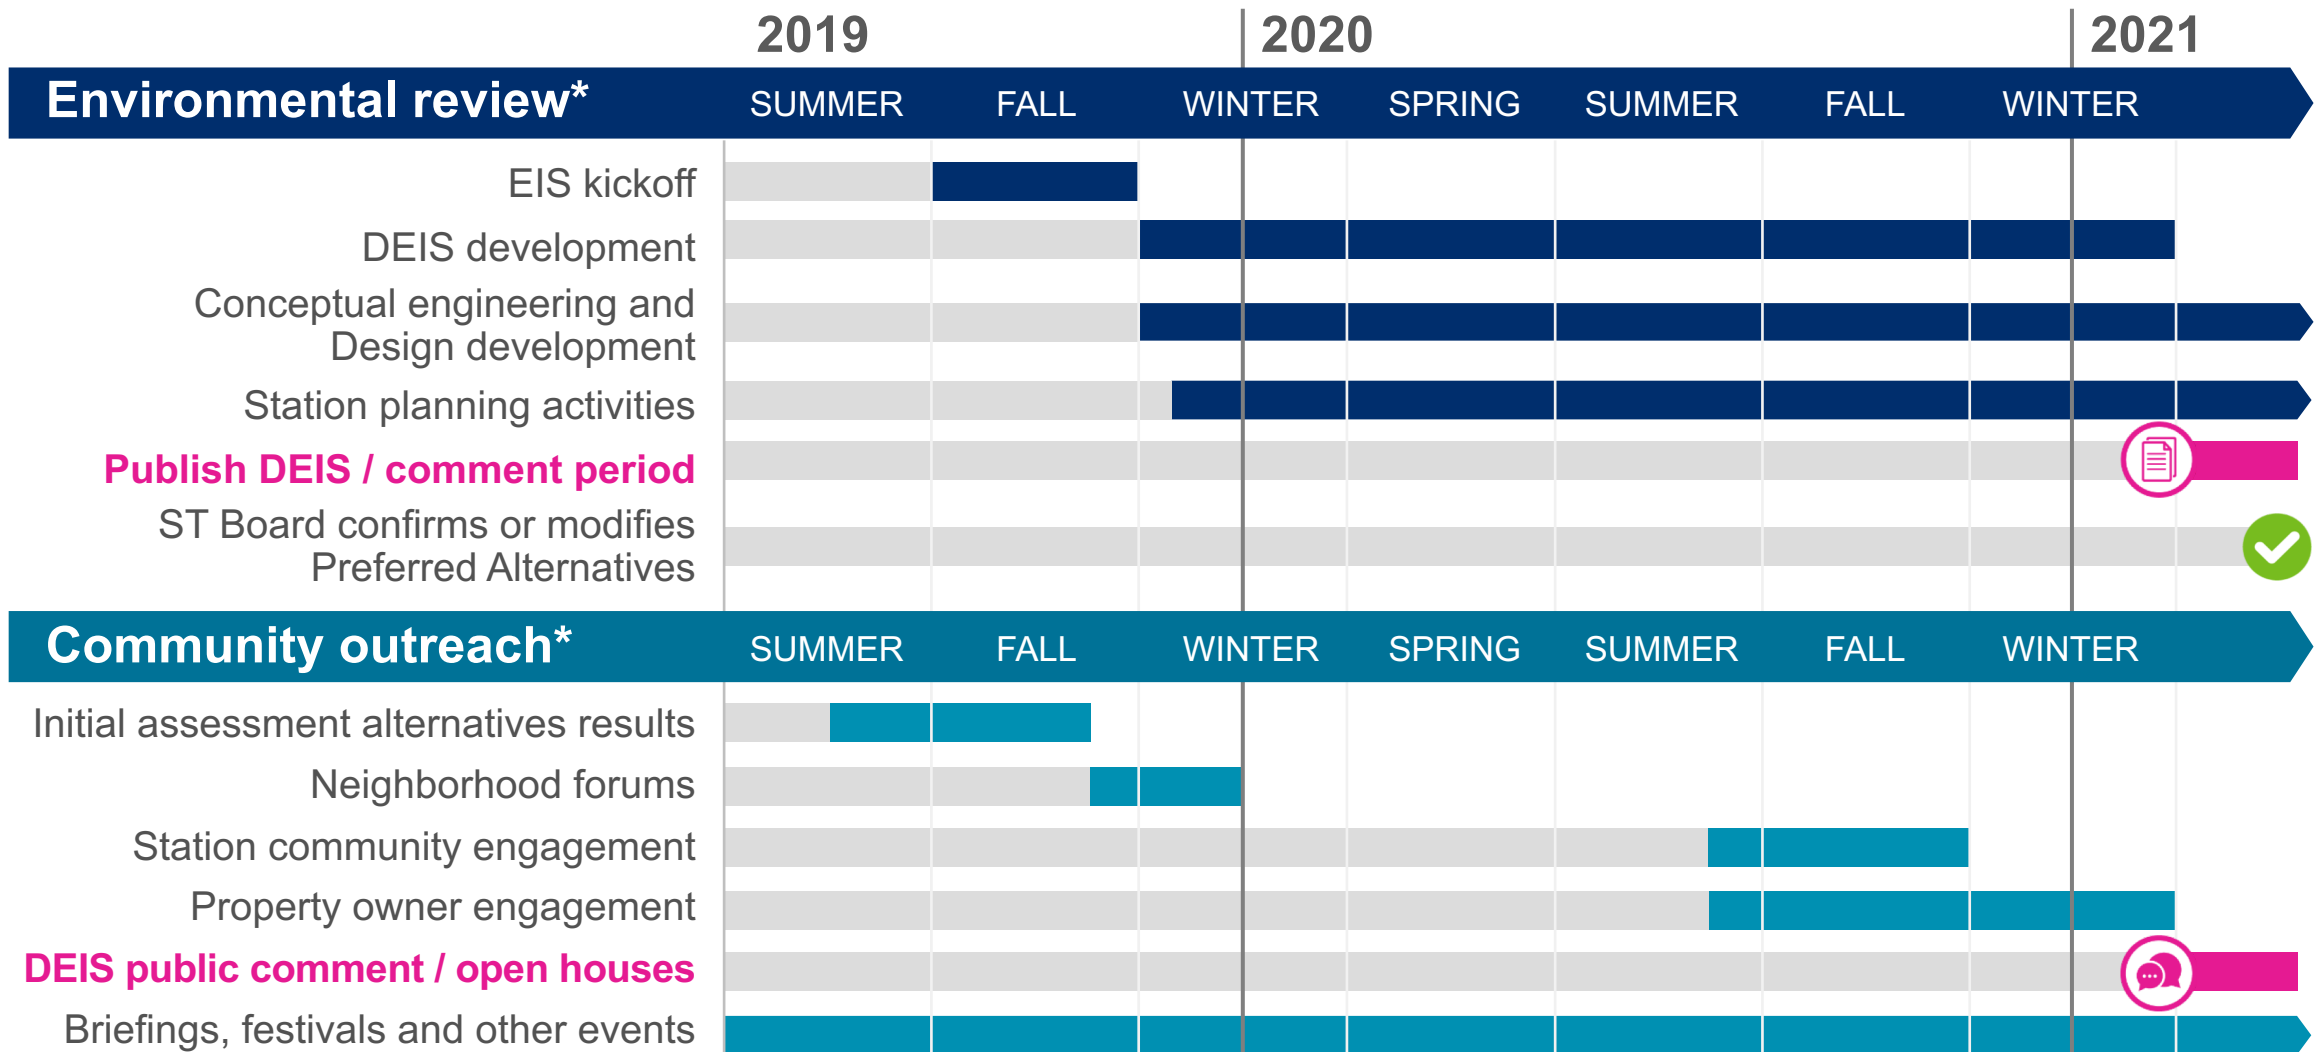 2019 2020 2021
Environmental review* SUMMER FALL WINTER SPRING SUMMER FALL WINTER
EIS kickoff
DEIS development
Conceptual engineering and
Design development
Station planning activities
Publish DEIS / comment period
ST Board confirms or modifies
Preferred Alternatives
Community outreach* SUMMER FALL WINTER SPRING SUMMER FALL WINTER
Initial assessment alternatives results
Neighborhood forums
Station community engagement
Property owner engagement
DEIS public comment / open houses
Briefings, festivals and other events